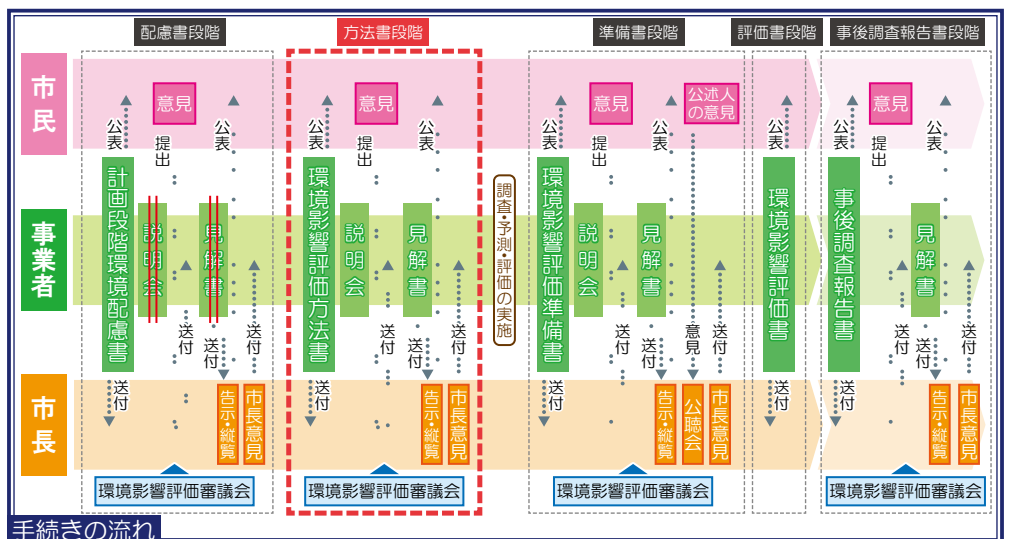 配慮書段階
方法書段階
準備書段階
評価書段階
事後調査報告書段階
市民
意見
意見
意見
公述人
の意見
意見
公表
提出
公表
公表
提出
公表
公表
提出
公表
公表
公表
提出
公表
事業者
計画段階環境配慮書
説明会
見解書
送付
送付
送付
環境影響評価方法書
説明会
見解書
送付
送付
送付
調査・予測・評価の実施
環境影響評価準備書
説明会
見解書
送付
送付
意見
送付
環境影響評価書
事後調査報告書
見解書
送付
送付
市長
送付
告示・縦覧
市長意見
送付
告示・縦覧
市長意見
送付
告示・縦覧
公聴会
市長意見
送付
送付
告示・縦覧
市長意見
環境影響評価審議会
環境影響評価審議会
環境影響評価審議会
環境影響評価審議会
手続きの流れ